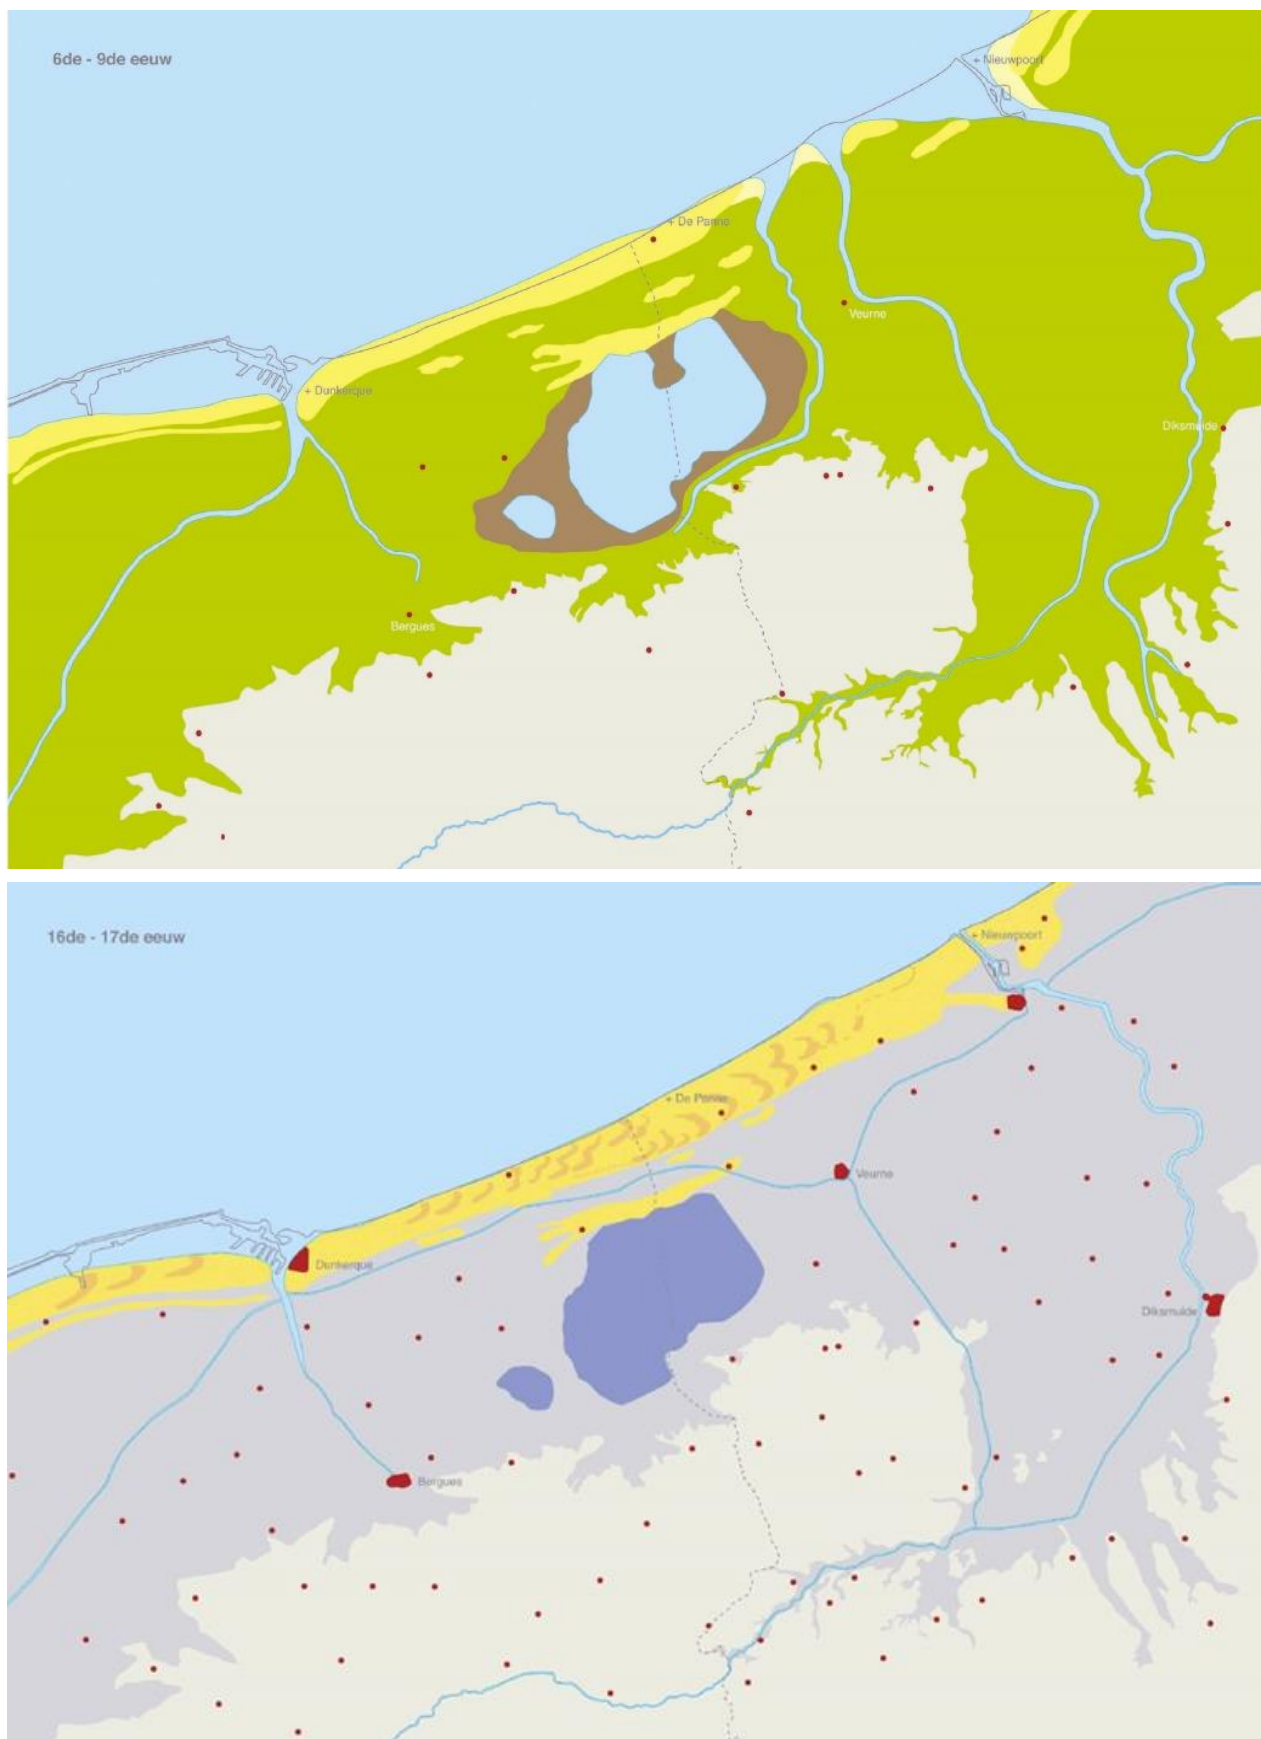 6de - 9de eeuw
+ Nieuwpoort
+ De Panne
Veurne
+ Dunkerque
Diksmuide
Bergues
16de - 17de eeuw
+ Nieuwpoort
+ De Panne
Veurne
Dunkerque
Diksmuide
Bergues